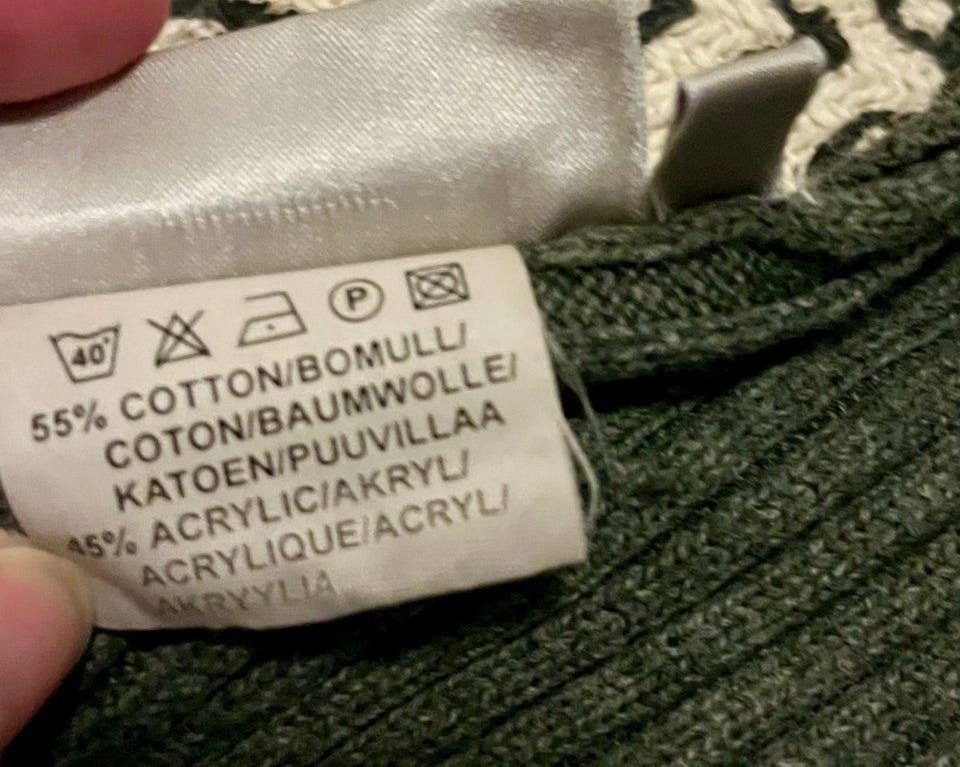 40° P
55% COTTON/BOMULL/
COTON/BAUMWOLLE/
KATOEN/PUUVILLAA
45% ACRYLIC/AKRYL/
ACRYLIQUE/ACRYL/
AKRYYLIA